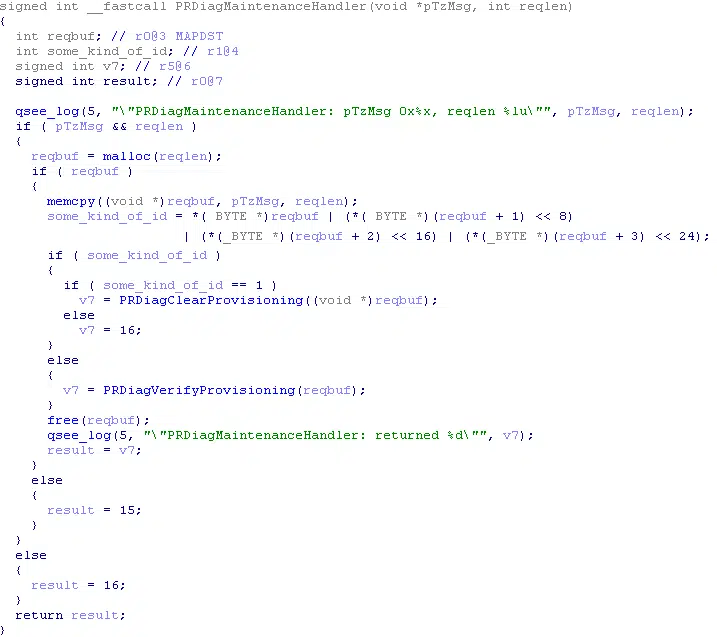 signed int __fastcall PRDiagMaintenanceHandler(void *pTzMsg, int reqlen)
{
  int reqbuf; // r0@3 MAPDST
  int some_kind_of_id; // r1@4
  signed int v7; // r5@6
  signed int result; // r0@7

  qsee_log(5, "\"PRDiagMaintenanceHandler: pTzMsg 0x%x, reqlen %lu\"", pTzMsg, reqlen);
  if ( pTzMsg && reqlen )
  {
    reqbuf = malloc(reqlen);
    if ( reqbuf )
    {
      memcpy((void *)reqbuf, pTzMsg, reqlen);
      some_kind_of_id = *(_BYTE *)reqbuf | (*(_BYTE *)(reqbuf + 1) << 8)
                      | (*(_BYTE *)(reqbuf + 2) << 16) | (*(_BYTE *)(reqbuf + 3) << 24);
      if ( some_kind_of_id )
      {
        if ( some_kind_of_id == 1 )
          v7 = PRDiagClearProvisioning((void *)reqbuf);
        else
          v7 = 16;
      }
      else
      {
        v7 = PRDiagVerifyProvisioning(reqbuf);
      }
      free(reqbuf);
      qsee_log(5, "\"PRDiagMaintenanceHandler: returned %d\"", v7);
      result = v7;
    }
    else
    {
      result = 15;
    }
  }
  else
  {
    result = 16;
  }
  return result;
}